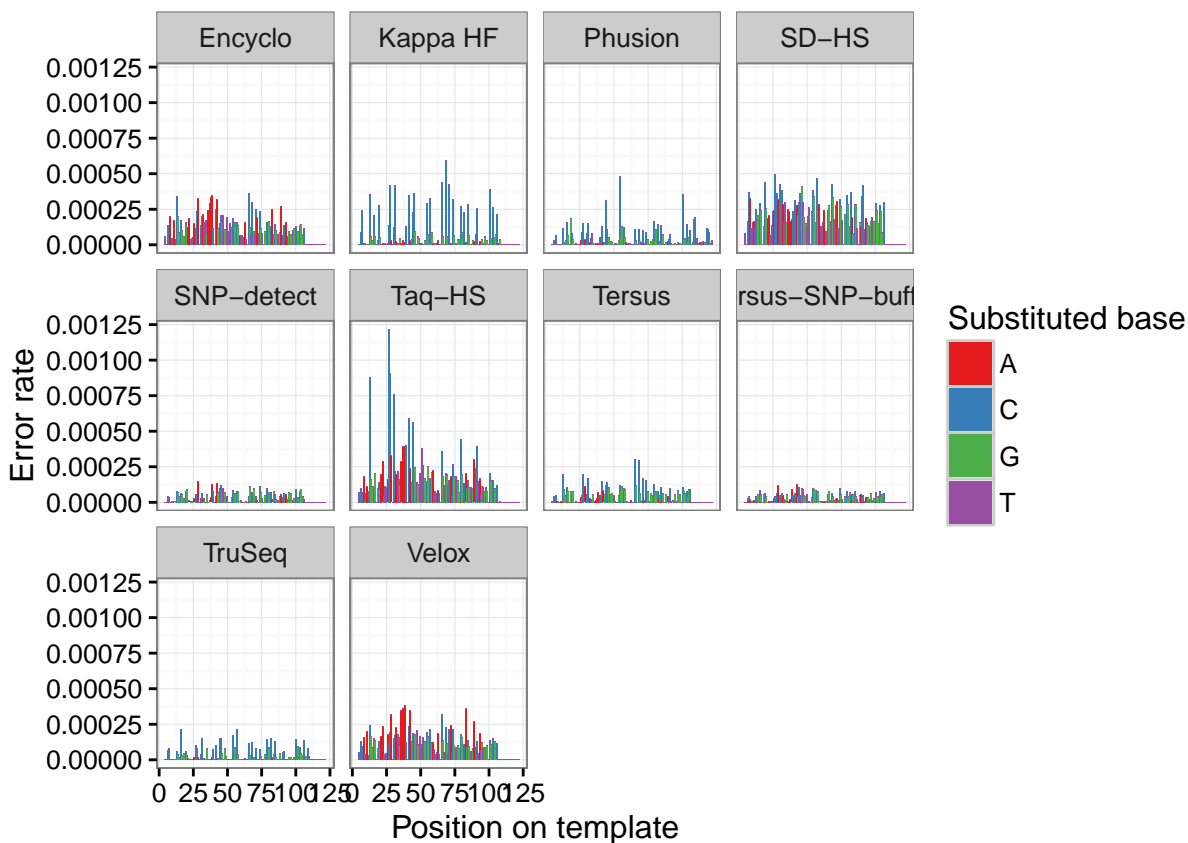 Encyclo Kappa HF Phusion SD−HS
0.00125
0.00100
0.00075
0.00050
0.00025
0.00000
SNP−detect Taq−HS Tersus rsus−SNP−buff
0.00125
0.00100
0.00075
0.00050
0.00025
0.00000
TruSeq Velox
0.00125
0.00100
0.00075
0.00050
0.00025
0.00000
0 25 50 75 100 125 0 25 50 75 100 125
Position on template
Error rate
Substituted base
A
C
G
T